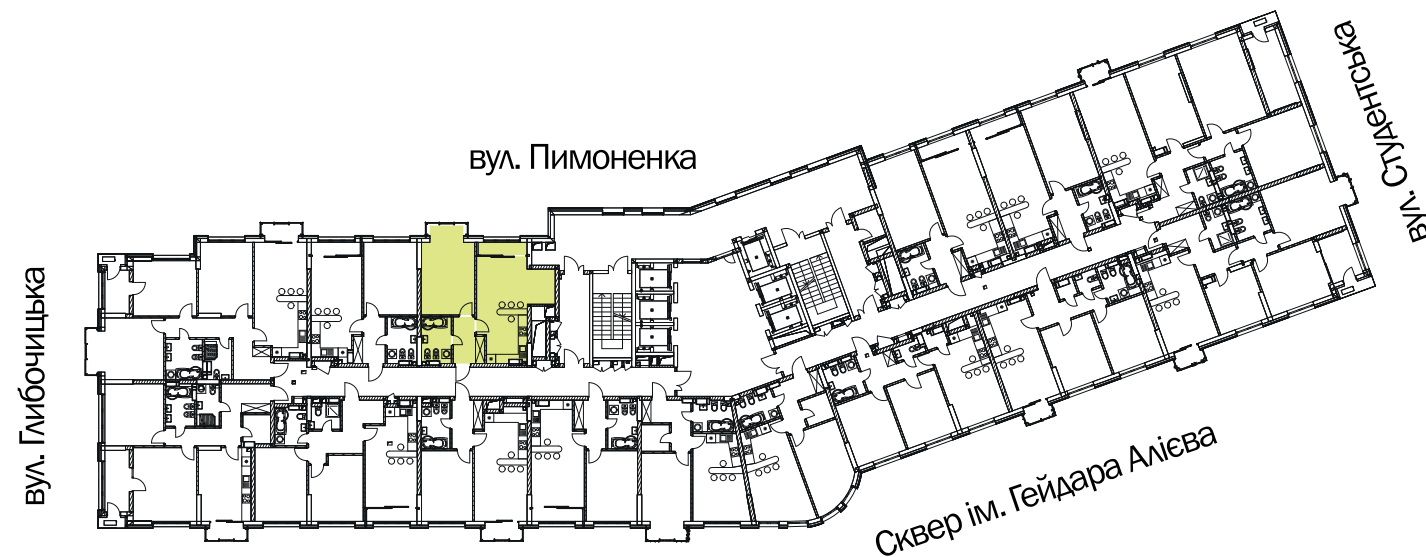 вул. Пимоненка
вул. Студентська
вул. Глибочицька
Сквер ім. Гейдара Алієва